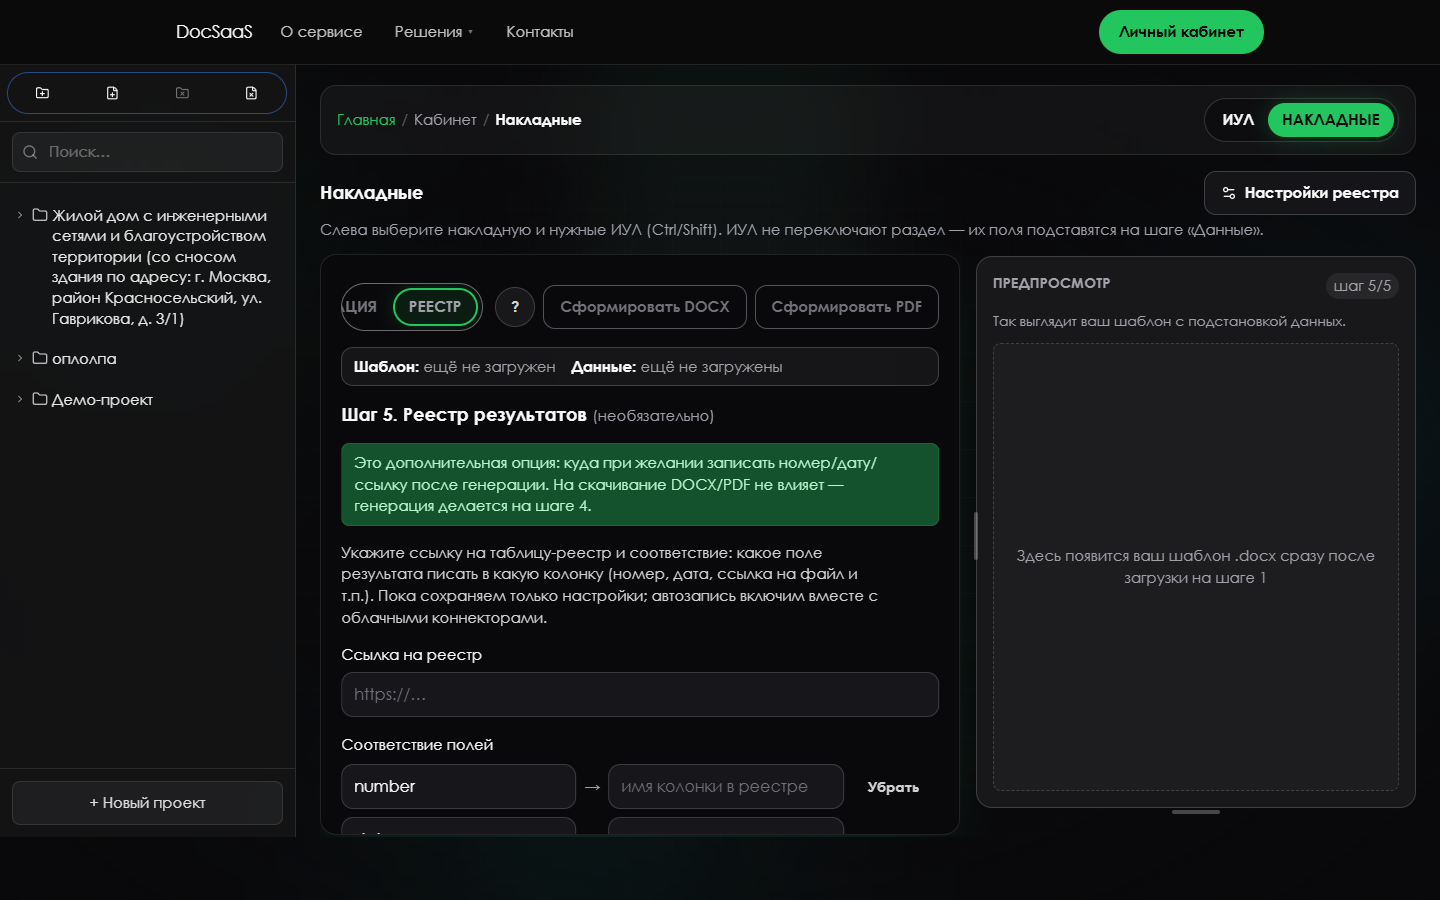 DocSaaS О сервисе Решения Контакты Личный кабинет
Поиск...
Жилой дом с инженерными
сетями и благоустройством
территории (со сносом
здания по адресу: г. Москва,
район Красносельский, ул.
Гаврикова, д. 3/1)
оплолпа
Демо-проект
+ Новый проект
Главная / Кабинет / Накладные
ИУЛ НАКЛАДНЫЕ
Накладные
Настройки реестра
Слева выберите накладную и нужные ИУЛ (Ctrl/Shift). ИУЛ не переключают раздел — их поля подставятся на шаге «Данные».
ЦИЯ РЕЕСТР ? Сформировать DOCX Сформировать PDF
Шаблон: ещё не загружен Данные: ещё не загружены
Шаг 5. Реестр результатов (необязательно)
Это дополнительная опция: куда при желании записать номер/дату/
ссылку после генерации. На скачивание DOCX/PDF не влияет —
генерация делается на шаге 4.
Укажите ссылку на таблицу-реестр и соответствие: какое поле
результата писать в какую колонку (номер, дата, ссылка на файл и
т.п.). Пока сохраняем только настройки; автозапись включим вместе с
облачными коннекторами.
Ссылка на реестр
https://...
Соответствие полей
number → имя колонки в реестре Убрать
ПРЕДПРОСМОТР шаг 5/5
Так выглядит ваш шаблон с подстановкой данных.
Здесь появится ваш шаблон .docx сразу после
загрузки на шаге 1